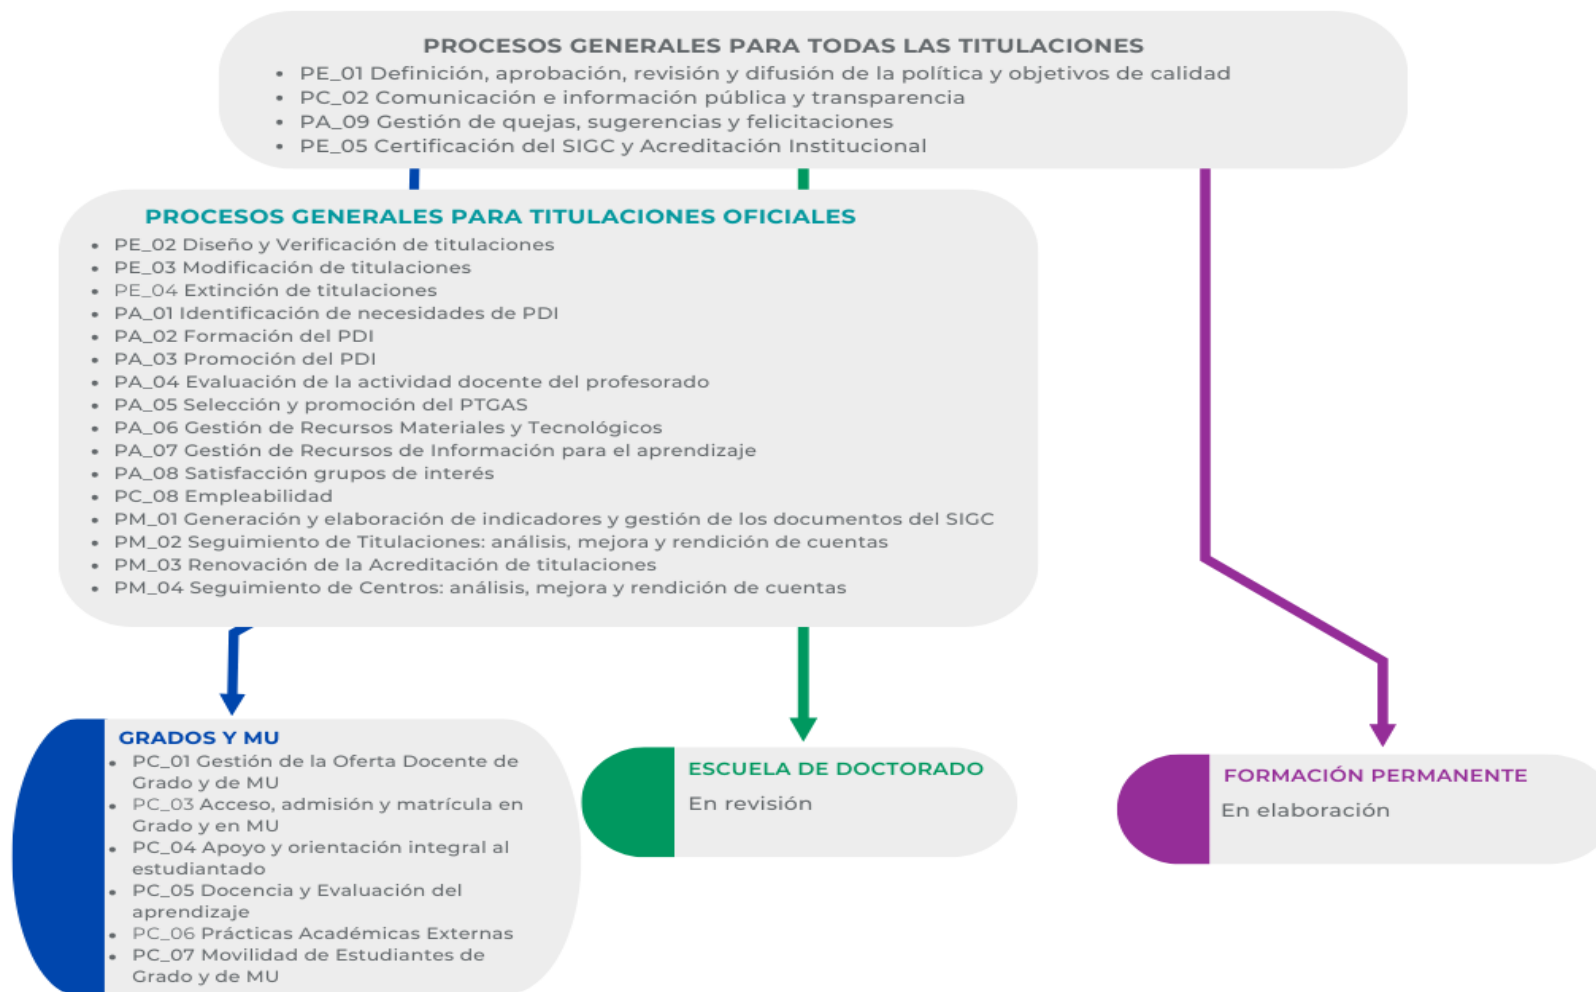 PROCESOS GENERALES PARA TODAS LAS TITULACIONES
• PE_01 Definición, aprobación, revisión y difusión de la política y objetivos de calidad
• PC_02 Comunicación e información pública y transparencia
• PA_09 Gestión de quejas, sugerencias y felicitaciones
• PE_05 Certificación del SIGC y Acreditación Institucional
PROCESOS GENERALES PARA TITULACIONES OFICIALES
• PE_02 Diseño y Verificación de titulaciones
• PE_03 Modificación de titulaciones
• PE_04 Extinción de titulaciones
• PA_01 Identificación de necesidades de PDI
• PA_02 Formación del PDI
• PA_03 Promoción del PDI
• PA_04 Evaluación de la actividad docente del profesorado
• PA_05 Selección y promoción del PTGAS
• PA_06 Gestión de Recursos Materiales y Tecnológicos
• PA_07 Gestión de Recursos de Información para el aprendizaje
• PA_08 Satisfacción grupos de interés
• PC_08 Empleabilidad
• PM_01 Generación y elaboración de indicadores y gestión de los documentos del SIGC
• PM_02 Seguimiento de Titulaciones: análisis, mejora y rendición de cuentas
• PM_03 Renovación de la Acreditación de titulaciones
• PM_04 Seguimiento de Centros: análisis, mejora y rendición de cuentas
GRADOS Y MU
• PC_01 Gestión de la Oferta Docente de
Grado y de MU
• PC_03 Acceso, admisión y matrícula en
Grado y en MU
• PC_04 Apoyo y orientación integral al
estudiantado
• PC_05 Docencia y Evaluación del
aprendizaje
• PC_06 Prácticas Académicas Externas
• PC_07 Movilidad de Estudiantes de
Grado y de MU
ESCUELA DE DOCTORADO
En revisión
FORMACIÓN PERMANENTE
En elaboración